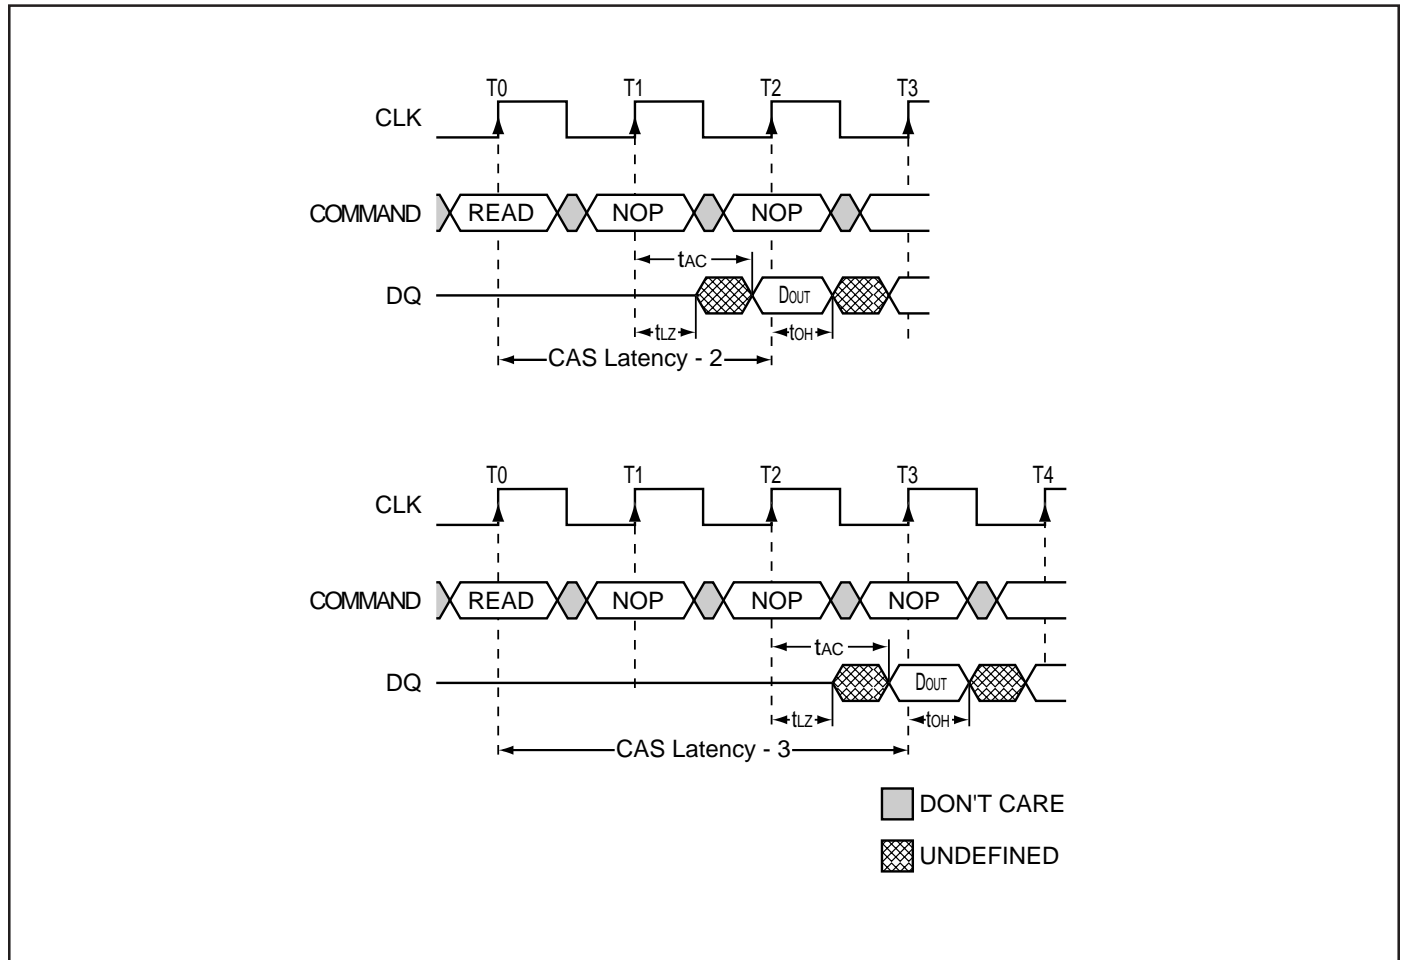 T0 T1 T2 T3
CLK
COMMAND READ NOP NOP
tAC
DQ DOUT
tLZ tOH
CAS Latency - 2
T0 T1 T2 T3 T4
CLK
COMMAND READ NOP NOP NOP
tAC
DQ DOUT
tLZ tOH
CAS Latency - 3
DON'T CARE
UNDEFINED